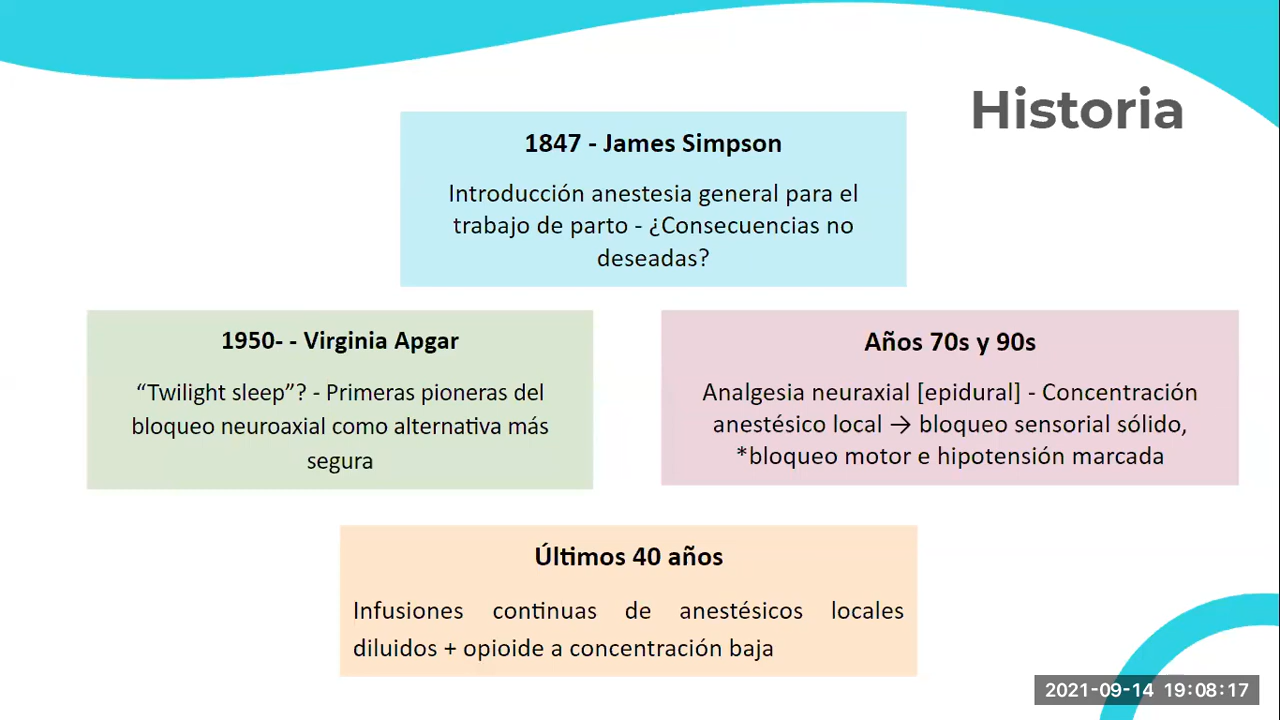 Historia
1847 - James Simpson
Introducción anestesia general para el
trabajo de parto - ¿Consecuencias no
deseadas?
1950- - Virginia Apgar
“Twilight sleep”? - Primeras pioneras del
bloqueo neuroaxial como alternativa más
segura
Años 70s y 90s
Analgesia neuraxial [epidural] - Concentración
anestésico local → bloqueo sensorial sólido,
*bloqueo motor e hipotensión marcada
Últimos 40 años
Infusiones continuas de anestésicos locales
diluidos + opioide a concentración baja
2021-09-14 19:08:17